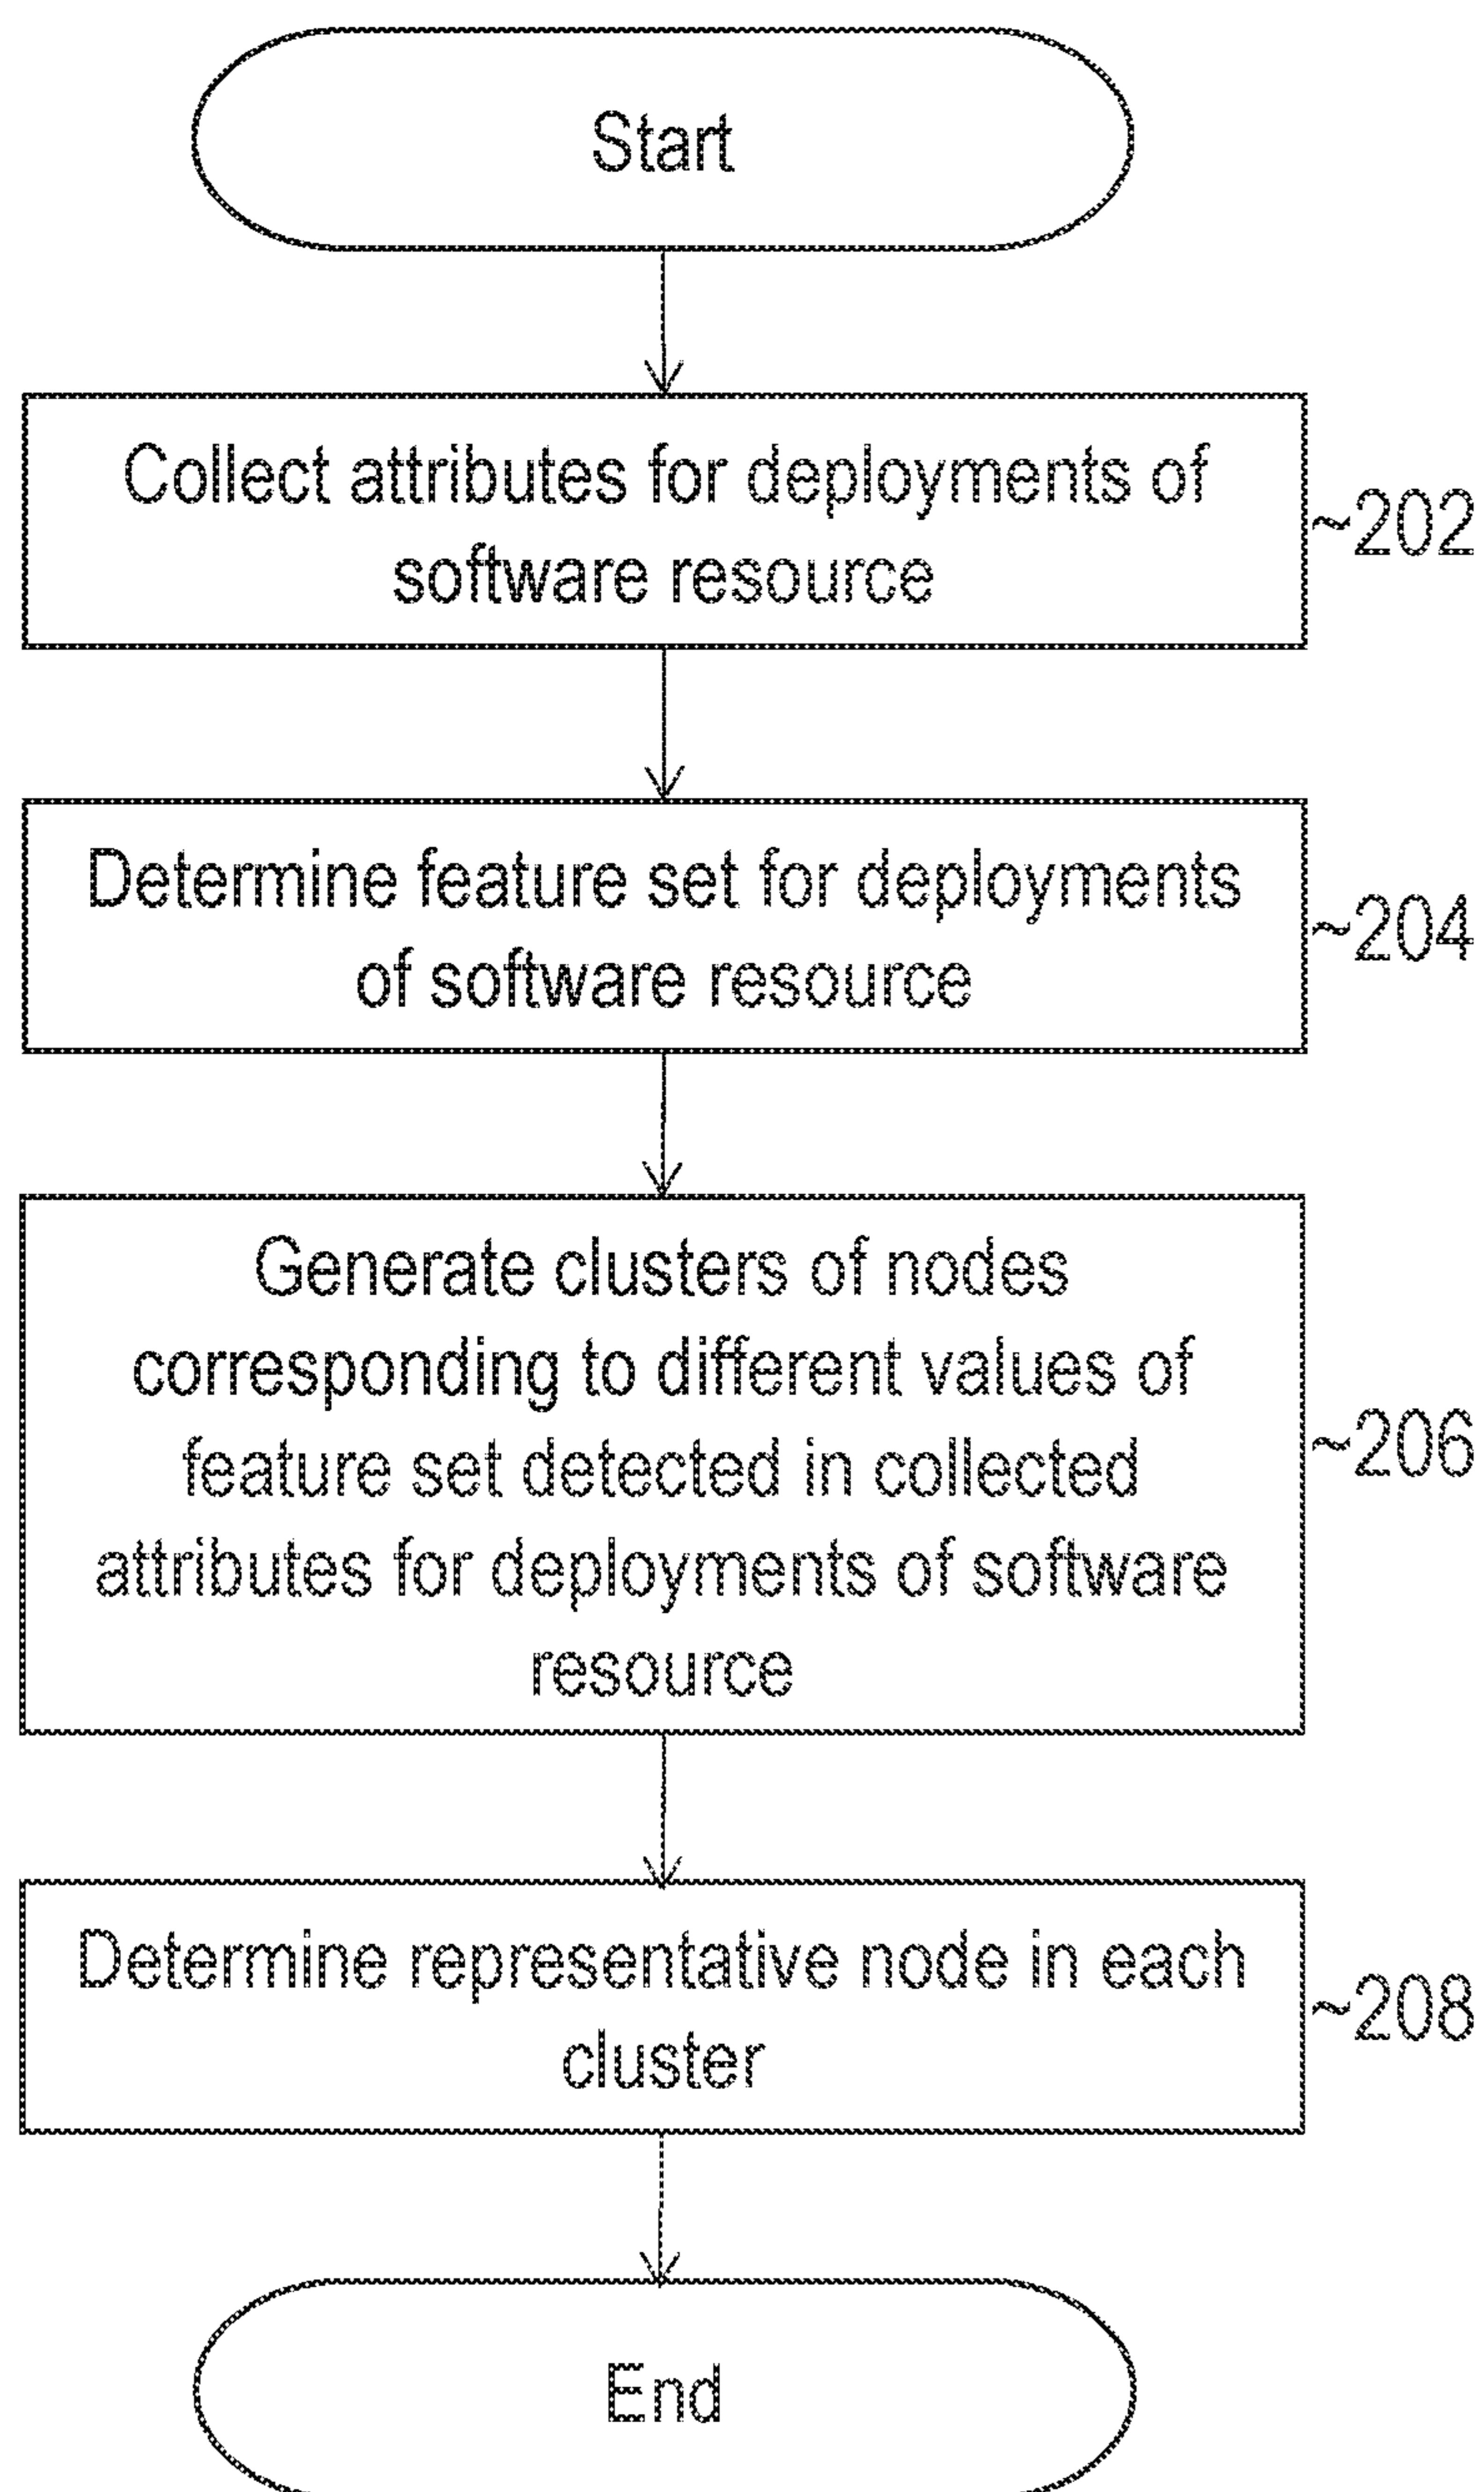 Start
Collect attributes for deployments of
software resource
~202
Determine feature set for deployments
of software resource
~204
Generate clusters of nodes
corresponding to different values of
feature set detected in collected
attributes for deployments of software
resource
~206
Determine representative node in each
cluster
~208
End